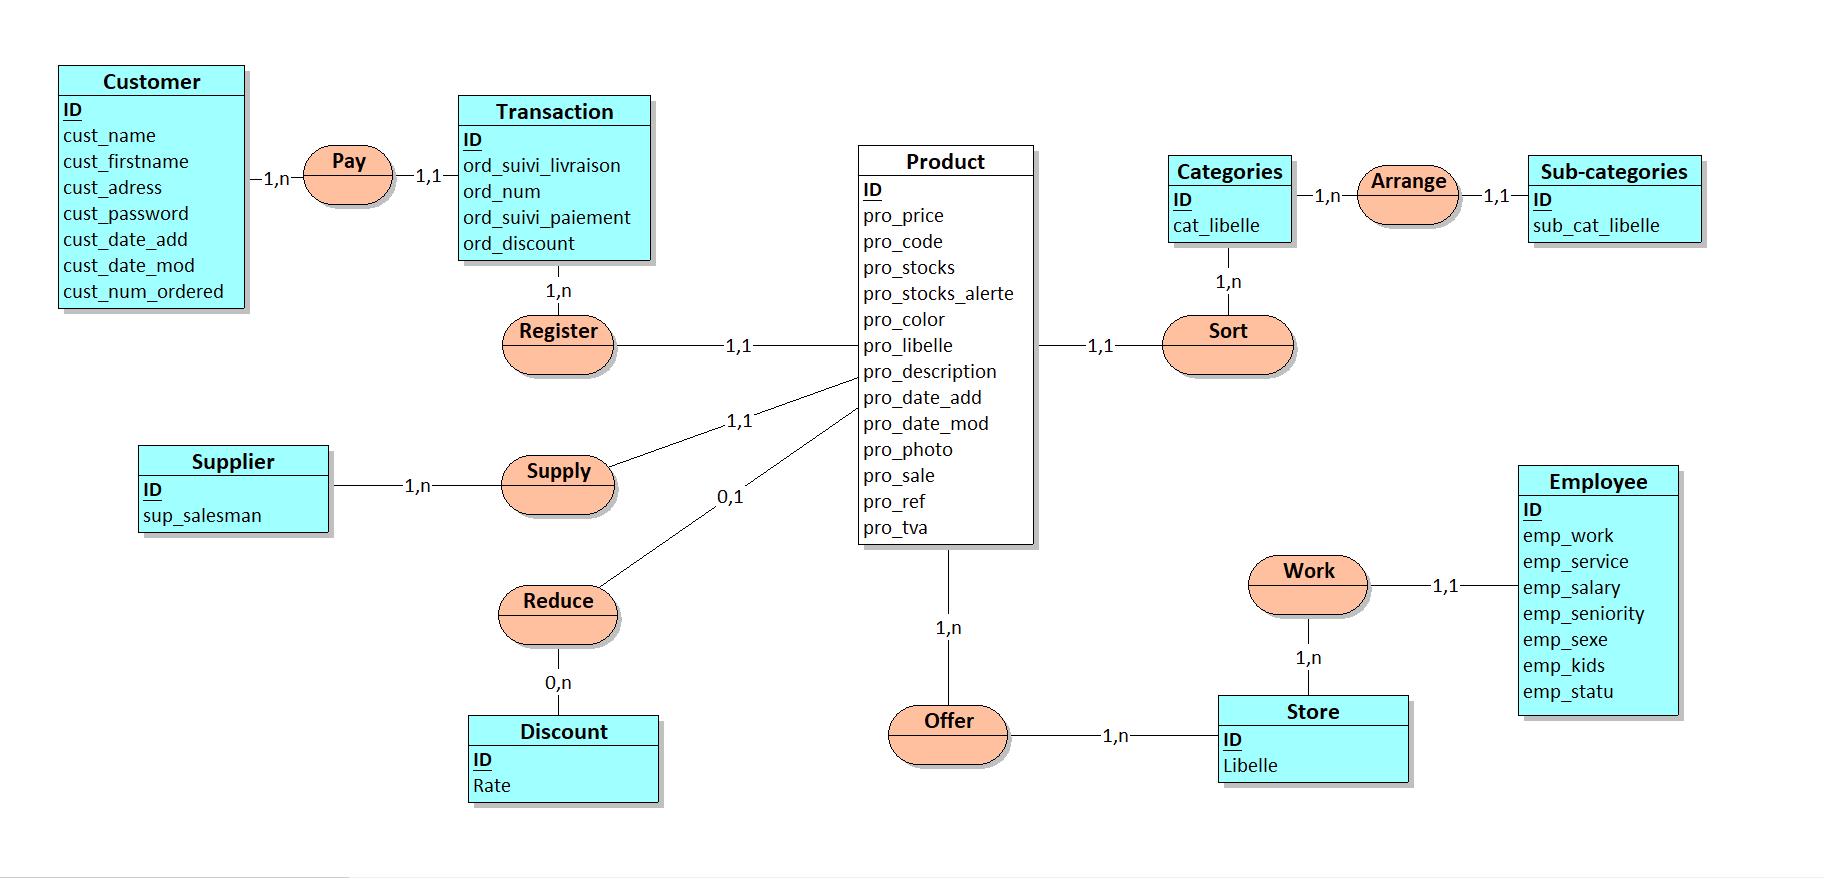 Customer
ID
cust_name
cust_firstname
cust_adress
cust_password
cust_date_add
cust_date_mod
cust_num_ordered
1,n
Pay
1,1
Transaction
ID
ord_suivi_livraison
ord_num
ord_suivi_paiement
ord_discount
1,n
Register
1,1
Product
ID
pro_price
pro_code
pro_stocks
pro_stocks_alerte
pro_color
pro_libelle
pro_description
pro_date_add
pro_date_mod
pro_photo
pro_sale
pro_ref
pro_tva
Categories
ID
cat_libelle
1,n
Arrange
1,1
Sub-categories
ID
sub_cat_libelle
1,n
1,1
Sort
Supplier
ID
sup_salesman
1,n
Supply
1,1
0,1
Reduce
0,n
Discount
ID
Rate
1,n
Offer
1,n
Store
ID
Libelle
1,n
Work
1,1
Employee
ID
emp_work
emp_service
emp_salary
emp_seniority
emp_sexe
emp_kids
emp_statu